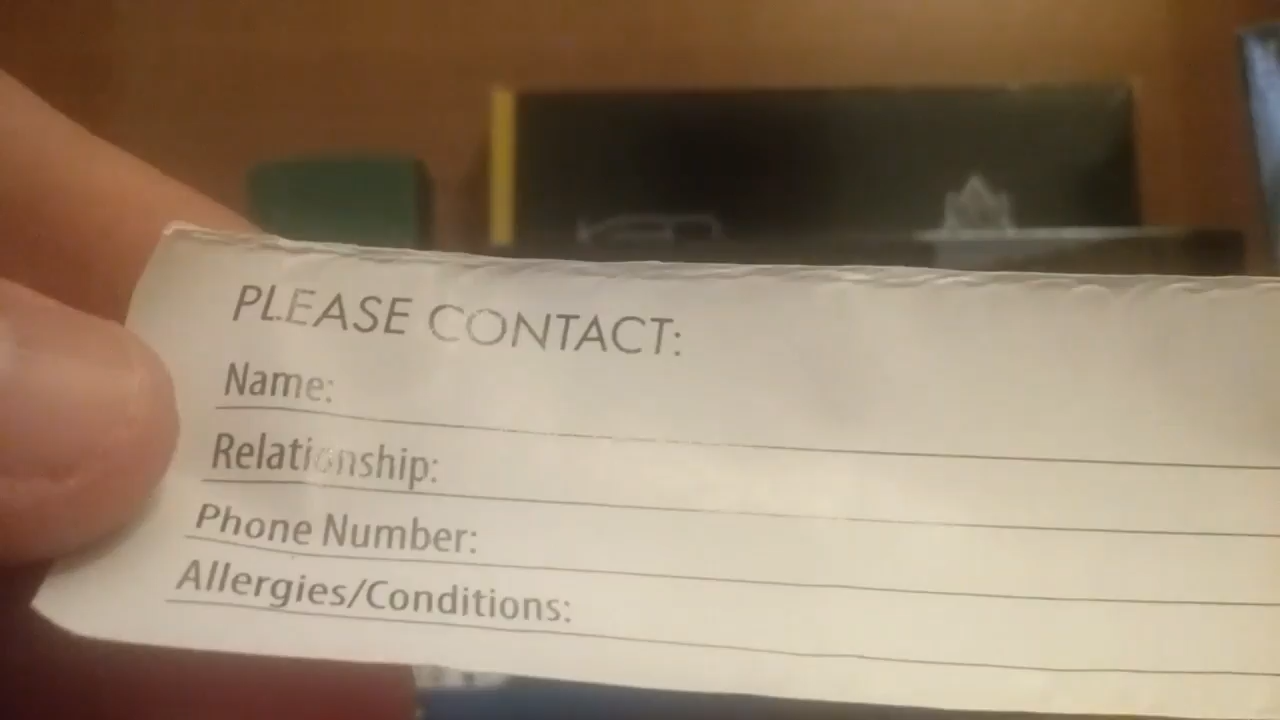 PLEASE CONTACT:
Name:
Relationship:
Phone Number:
Allergies/Conditions: